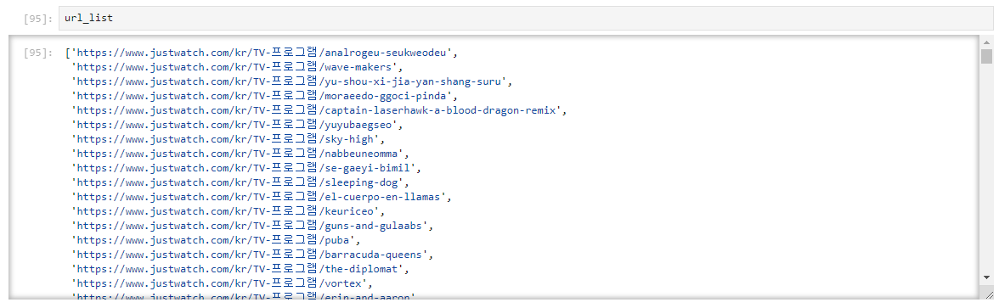 [95]: url_list
[95]: ['https://www.justwatch.com/kr/TV-프로그램/analrogeu-seukweodeu',
'https://www.justwatch.com/kr/TV-프로그램/wave-makers',
'https://www.justwatch.com/kr/TV-프로그램/yu-shou-xi-jia-yan-shang-suru',
'https://www.justwatch.com/kr/TV-프로그램/moraeedo-ggoci-pinda',
'https://www.justwatch.com/kr/TV-프로그램/captain-laserhawk-a-blood-dragon-remix',
'https://www.justwatch.com/kr/TV-프로그램/yuyubaegseo',
'https://www.justwatch.com/kr/TV-프로그램/sky-high',
'https://www.justwatch.com/kr/TV-프로그램/nabbeuneomma',
'https://www.justwatch.com/kr/TV-프로그램/se-gaeyi-bimil',
'https://www.justwatch.com/kr/TV-프로그램/sleeping-dog',
'https://www.justwatch.com/kr/TV-프로그램/el-cuerpo-en-llamas',
'https://www.justwatch.com/kr/TV-프로그램/keuriceo',
'https://www.justwatch.com/kr/TV-프로그램/guns-and-gulaabs',
'https://www.justwatch.com/kr/TV-프로그램/puba',
'https://www.justwatch.com/kr/TV-프로그램/barracuda-queens',
'https://www.justwatch.com/kr/TV-프로그램/the-diplomat',
'https://www.justwatch.com/kr/TV-프로그램/vortex',
'https://www.justwatch.com/kr/TV-프로그램/erin-and-aaron'